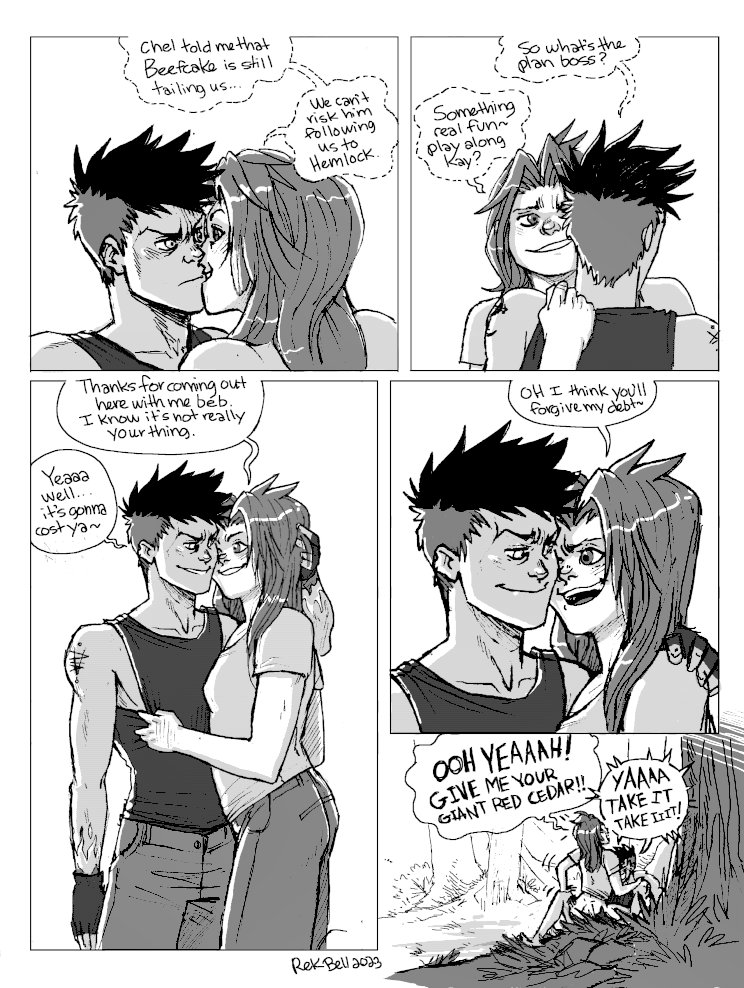 Chel told me that
Beefcake is still
tailing us...
We can't
risk him
following
us to
Hemlock.
So what's the
plan boss?
Something
real fun~
play along
Kay?
Thanks for coming out
here with me beb.
I know it's not really
your thing.
Yeaaa
well...
it's gonna
cost ya~
OH I think you'll
forgive my debt~
OOH YEAAAH!
GIVE ME YOUR
GIANT RED CEDAR!!
YAAAA
TAKE IT
TAKE IIIT!
REK·Bell 2023